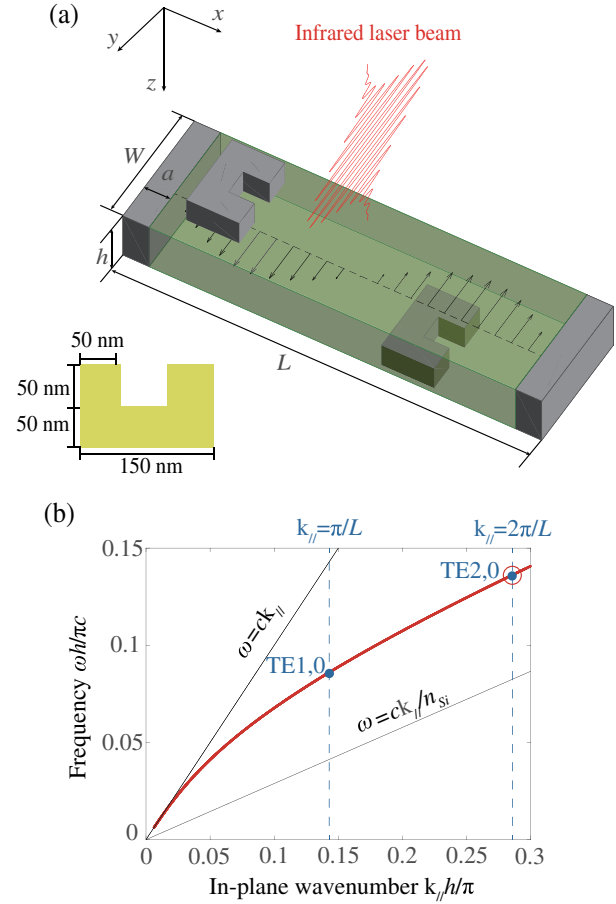 (a)
x
y
z
Infrared laser beam
W
a
h
L
50 nm
50 nm
50 nm
150 nm
(b)
k//=π/L
k//=2π/L
0.15
TE2,0
ω=ck//
0.1
TE1,0
ω=ck//nSi
0.05
0
0
0.05
0.1
0.15
0.2
0.25
0.3
Frequency ωh/πc
In-plane wavenumber k//h/π